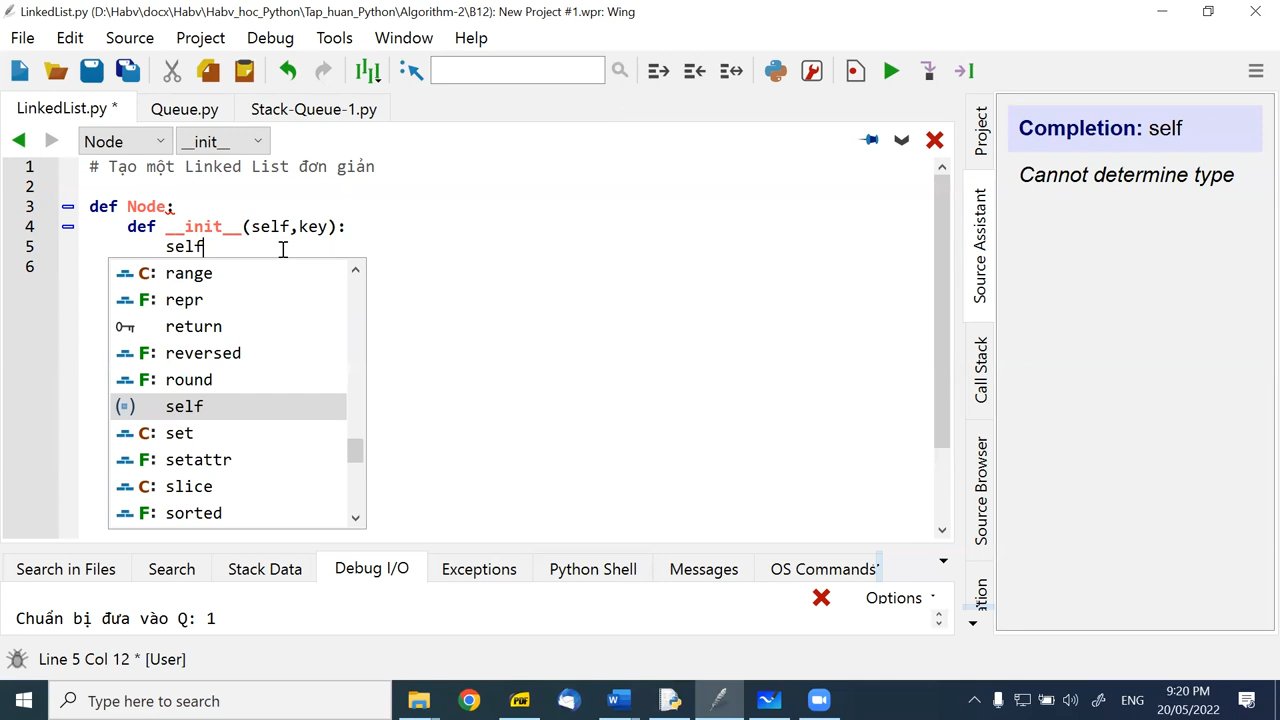 LinkedList.py (D:\Habv\docx\Habv\Habv_hoc_Python\Tap_huan_Python\Algorithm-2\B12): New Project #1.wpr: Wing
File Edit Source Project Debug Tools Window Help
LinkedList.py * Queue.py Stack-Queue-1.py
Node __init__
1 # Tạo một Linked List đơn giản
2
3 def Node:
4 def __init__(self,key):
5 self
6
C: range
F: repr
return
F: reversed
F: round
self
C: set
F: setattr
C: slice
F: sorted
Completion: self
Cannot determine type
Project
Source Assistant
Call Stack
Source Browser
Search in Files Search Stack Data Debug I/O Exceptions Python Shell Messages OS Commands
Options
Chuẩn bị đưa vào Q: 1
Line 5 Col 12 * [User]
Type here to search
PDF
ENG
9:20 PM
20/05/2022